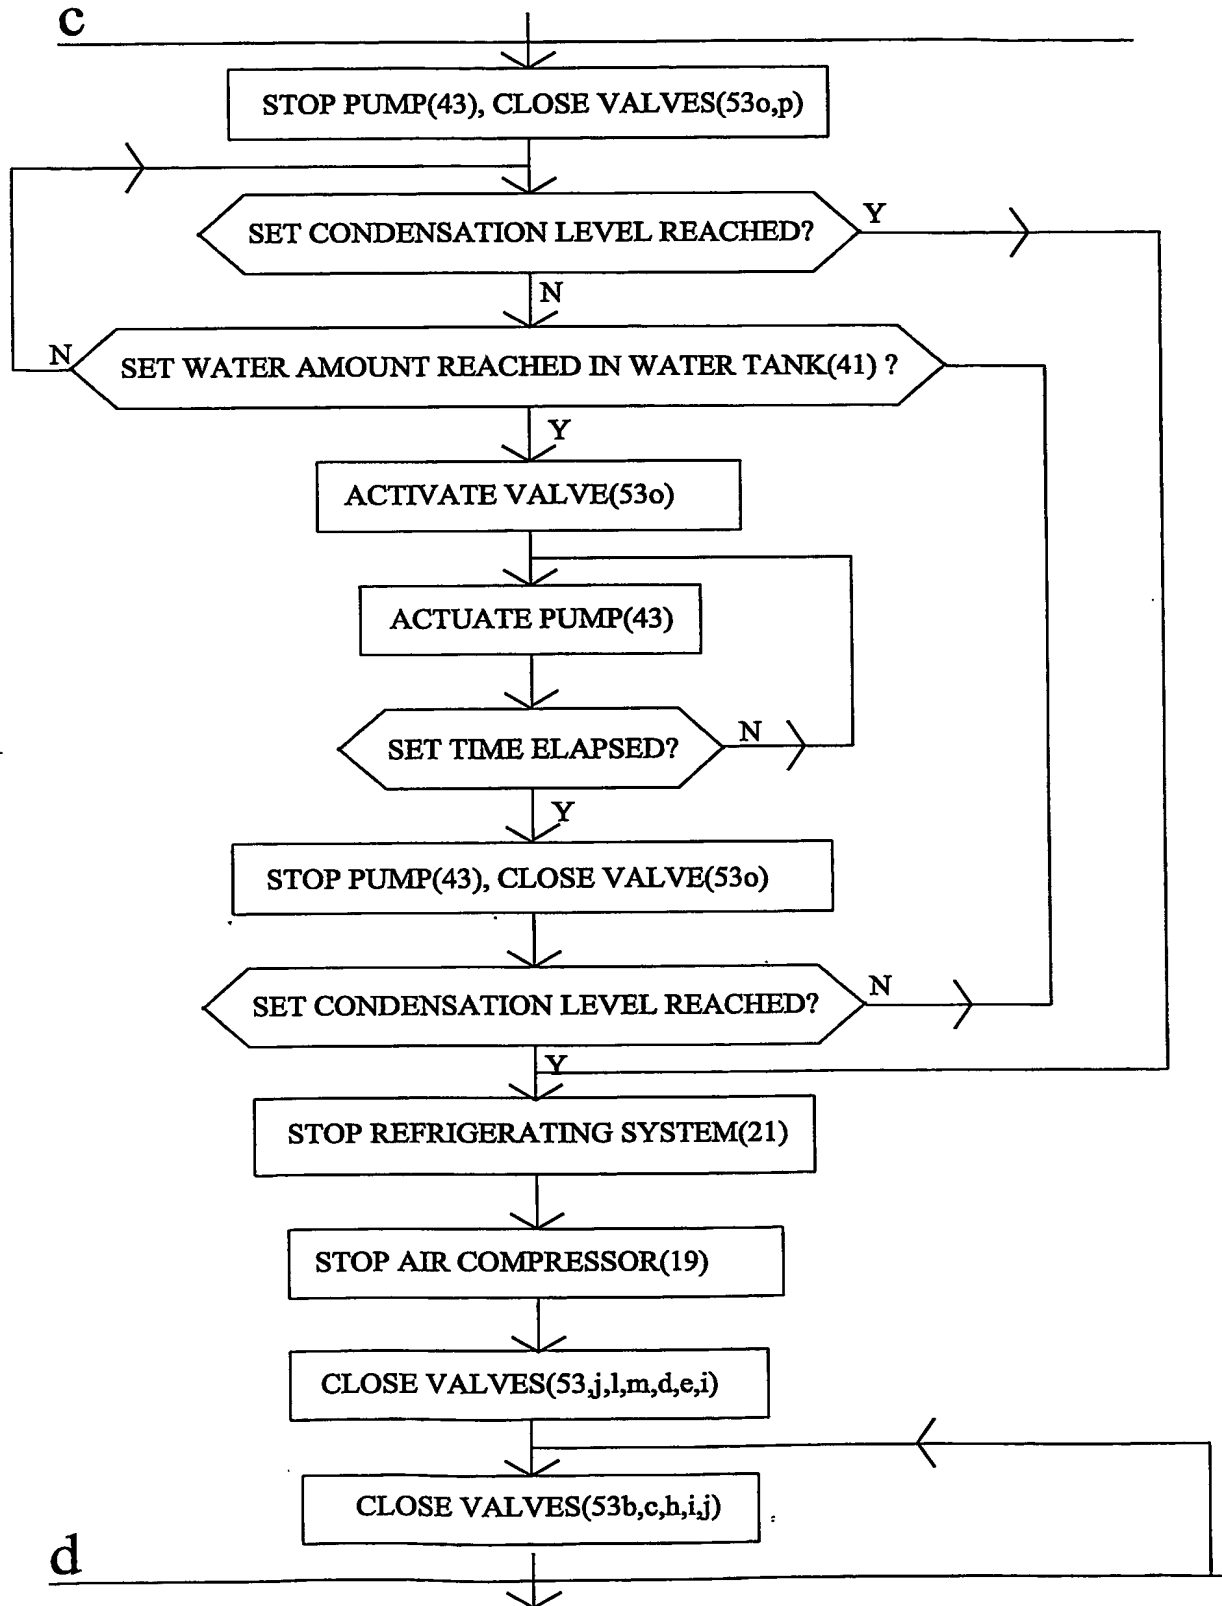 c
STOP PUMP(43), CLOSE VALVES(53o,p)
SET CONDENSATION LEVEL REACHED?
Y
N
N
SET WATER AMOUNT REACHED IN WATER TANK(41) ?
Y
ACTIVATE VALVE(53o)
ACTUATE PUMP(43)
SET TIME ELAPSED?
N
Y
STOP PUMP(43), CLOSE VALVE(53o)
SET CONDENSATION LEVEL REACHED?
N
Y
STOP REFRIGERATING SYSTEM(21)
STOP AIR COMPRESSOR(19)
CLOSE VALVES(53,j,l,m,d,e,i)
CLOSE VALVES(53b,c,h,i,j)
d